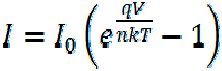 I = I₀ (e^{qV/nkT} − 1)